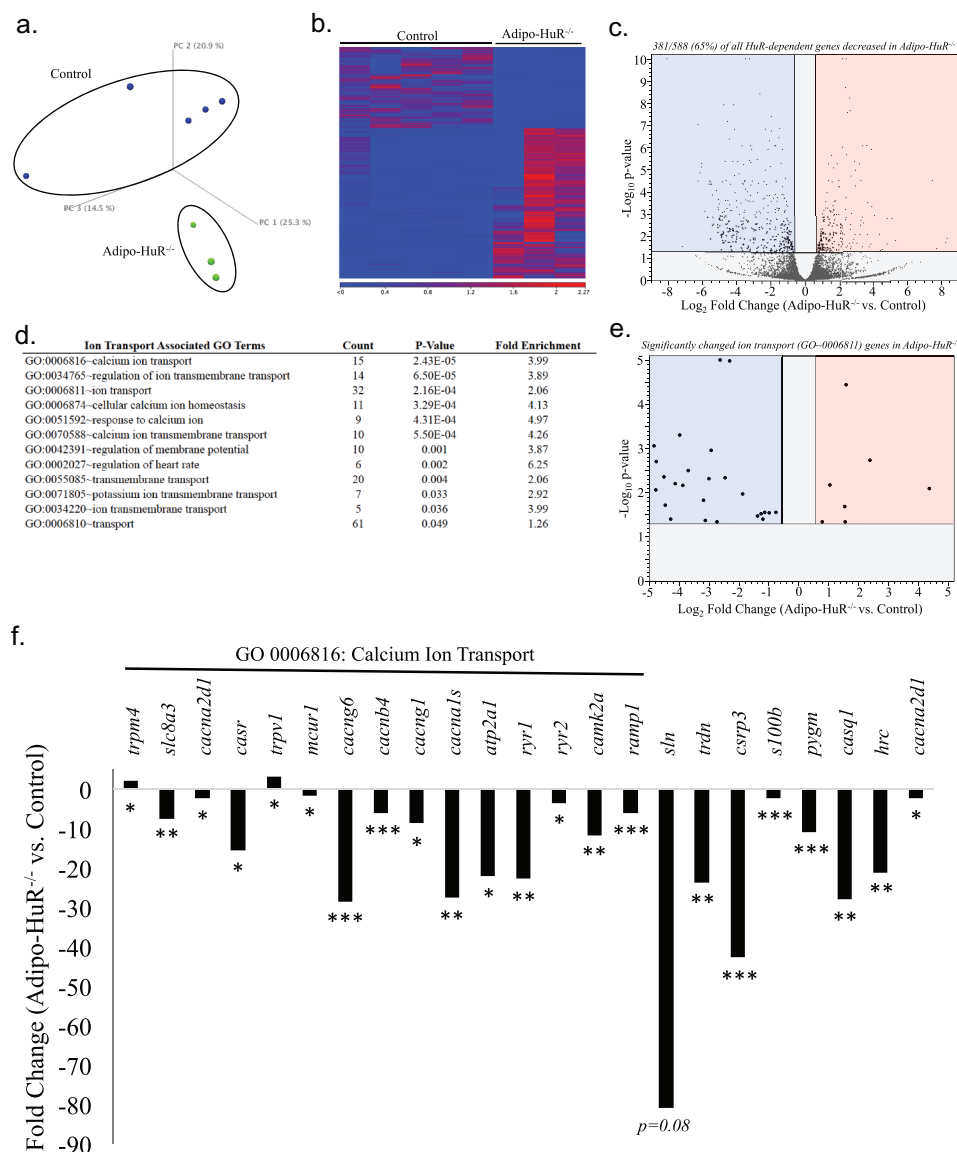 a.
PC 2 (20.9 %)
Control
PC 3 (14.5 %)
PC 1 (25.3 %)
Adipo-HuR-/-
b.
Control
Adipo-HuR-/-
<0 0.4 0.8 1.2 1.6 2.27
c.
381/588 (65%) of all HuR-dependent genes decreased in Adipo-HuR-/-
-Log10 p-value
10
9
8
7
6
5
4
3
2
1
0
-8 -6 -4 -2 0 2 4 6 8
Log2 Fold Change (Adipo-HuR-/- vs. Control)
d.
Ion Transport Associated GO Terms Count P-Value Fold Enrichment
GO:0006816~calcium ion transport 15 2.43E-05 3.99
GO:0034765~regulation of ion transmembrane transport 14 6.50E-05 3.89
GO:0006811~ion transport 32 2.16E-04 2.06
GO:0006874~cellular calcium ion homeostasis 11 3.29E-04 4.13
GO:0051592~response to calcium ion 9 4.31E-04 4.97
GO:0070588~calcium ion transmembrane transport 10 5.50E-04 4.26
GO:0042391~regulation of membrane potential 10 0.001 3.87
GO:0002027~regulation of heart rate 6 0.002 6.25
GO:0055085~transmembrane transport 20 0.004 2.06
GO:0071805~potassium ion transmembrane transport 7 0.033 2.92
GO:0034220~ion transmembrane transport 5 0.036 3.99
GO:0006810~transport 61 0.049 1.26
e.
Significantly changed ion transport (GO~0006811) genes in Adipo-HuR-/-
-Log10 p-value
5
3
2
1
0
-5 -4 -3 -2 -1 0 1 2 3 4 5
Log2 Fold Change (Adipo-HuR-/- vs. Control)
f.
GO 0006816: Calcium Ion Transport
trpm4 slc8a3 cacna2d1 casr trpv1 mcur1 cacng6 cacnb4 cacng1 cacna1s atp2a1 ryr1 ryr2 camk2a ramp1 sln trdn csrp3 s100b pygm casq1 hrc cacna2d1
Fold Change (Adipo-HuR-/- vs. Control)
0
-10
-20
-30
-40
-50
-60
-70
-80
-90
* ** * * * * *** *** * ** * ** * ** *** ** *** *** *** ** ** *
p=0.08